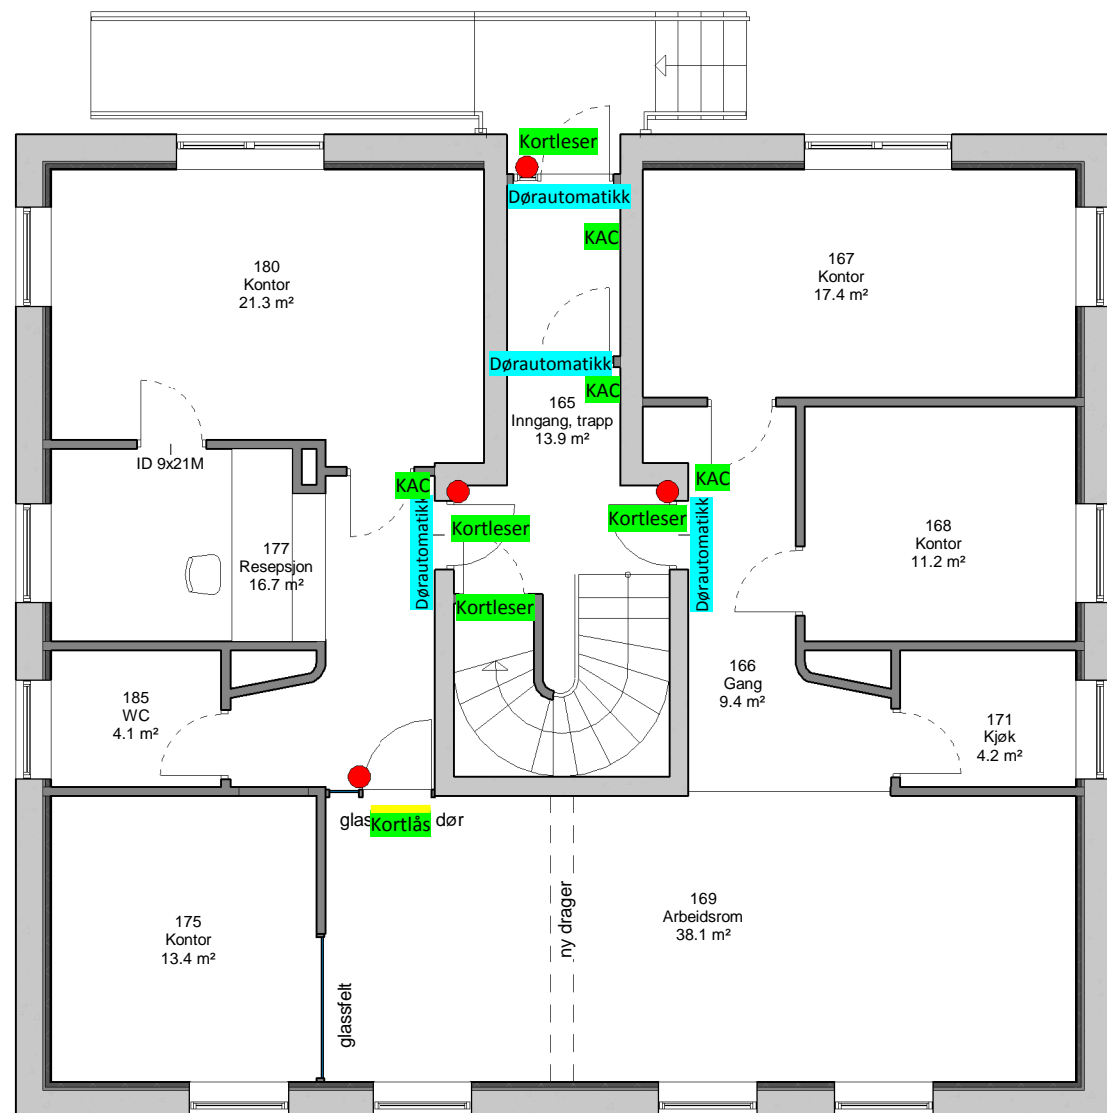 Kortleser
Dørautomatikk
KAC
180
Kontor
21.3 m²
167
Kontor
17.4 m²
Dørautomatikk
KAC
165
Inngang, trapp
13.9 m²
ID 9x21M
KAC
KAC
Kortleser
Kortleser
Dørautomatikk
Dørautomatikk
177
Resepsjon
16.7 m²
168
Kontor
11.2 m²
Kortleser
185
WC
4.1 m²
166
Gang
9.4 m²
171
Kjøk
4.2 m²
glas
dør
Kortlås
175
Kontor
13.4 m²
169
Arbeidsrom
38.1 m²
ny drager
glassfelt